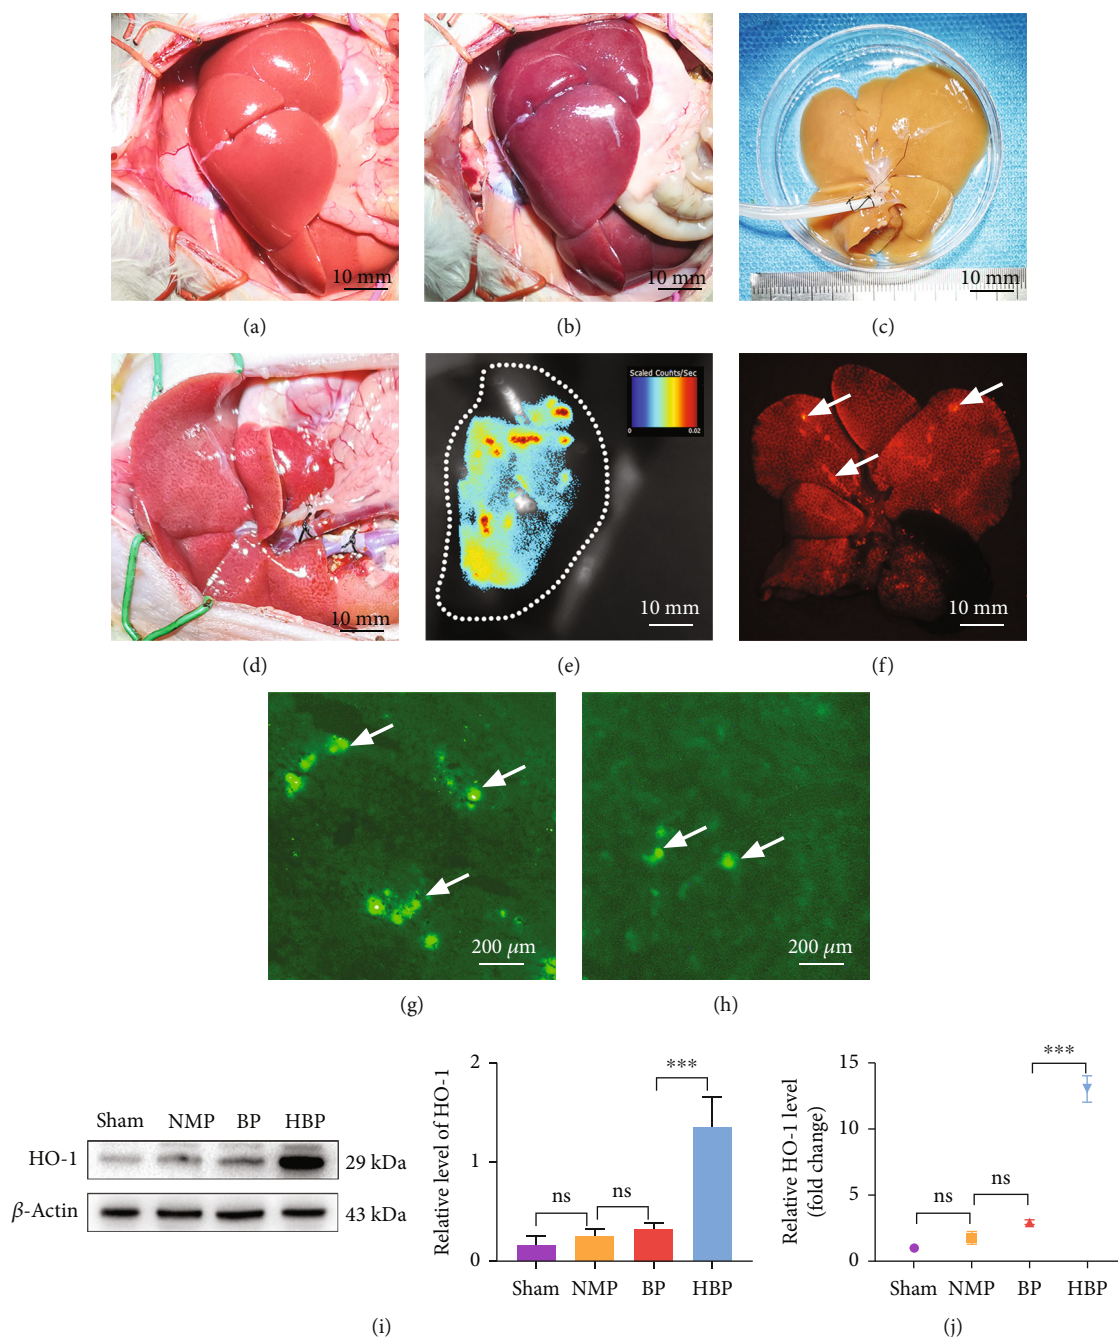 10 mm
10 mm
10 mm
(a)
(b)
(c)
Scaled Counts/Sec
0
0.02
10 mm
10 mm
10 mm
(d)
(e)
(f)
200 μm
200 μm
(g)
(h)
Sham NMP BP HBP
HO-1
29 kDa
β-Actin
43 kDa
Relative level of HO-1
2
1
0
ns
ns
***
Sham NMP BP HBP
(i)
Relative HO-1 level
(fold change)
15
10
5
0
ns
ns
***
Sham NMP BP HBP
(j)